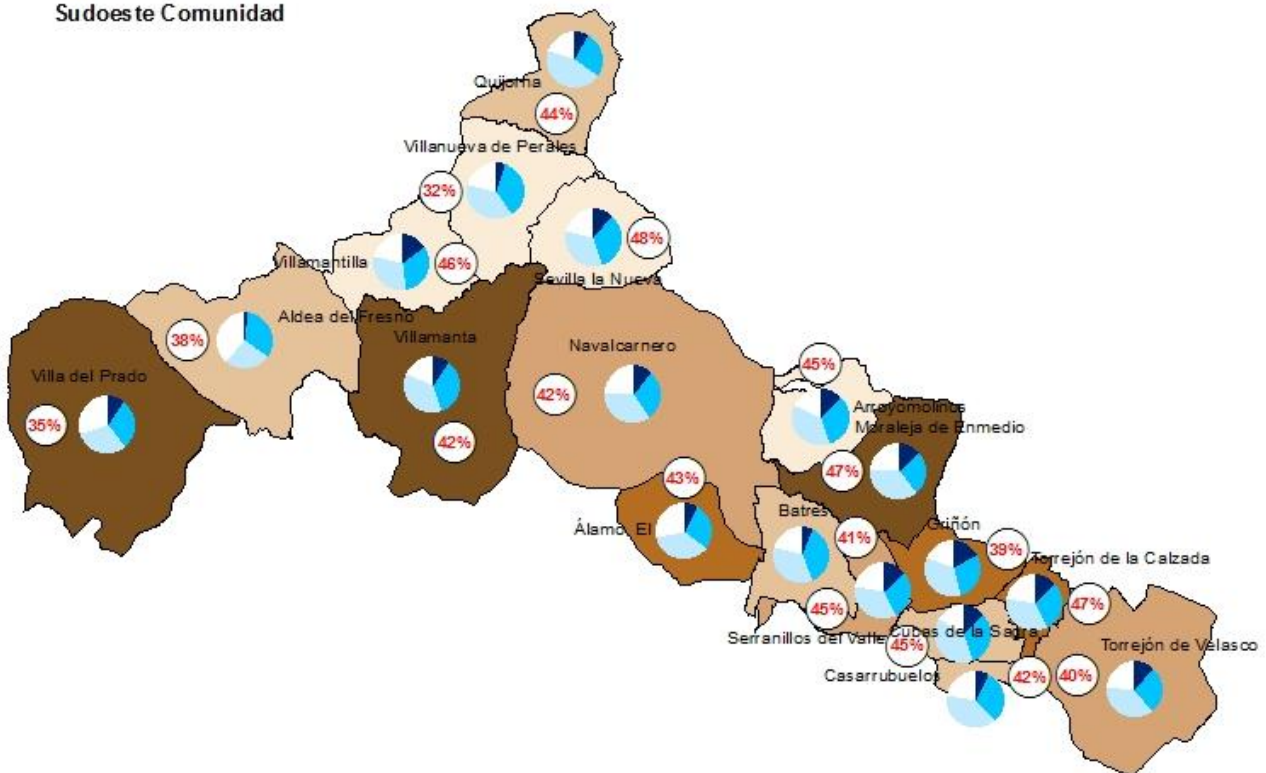 Sudoeste Comunidad
Quijorna
44%
Villanueva de Perales
32%
48%
Villamantilla
46%
Sevilla la Nueva
Aldea del Fresno
38%
Villamanta
Navalcarnero
45%
Villa del Prado
42%
Arroyomolinos
35%
Moraleja de Enmedio
42%
47%
43%
Batres
Álamo, El
41%
Griñón
39%
Torrejón de la Calzada
45%
47%
Serranillos del Valle
Cubas de la Sagra
45%
Torrejón de Velasco
Casarrubuelos
42%
40%